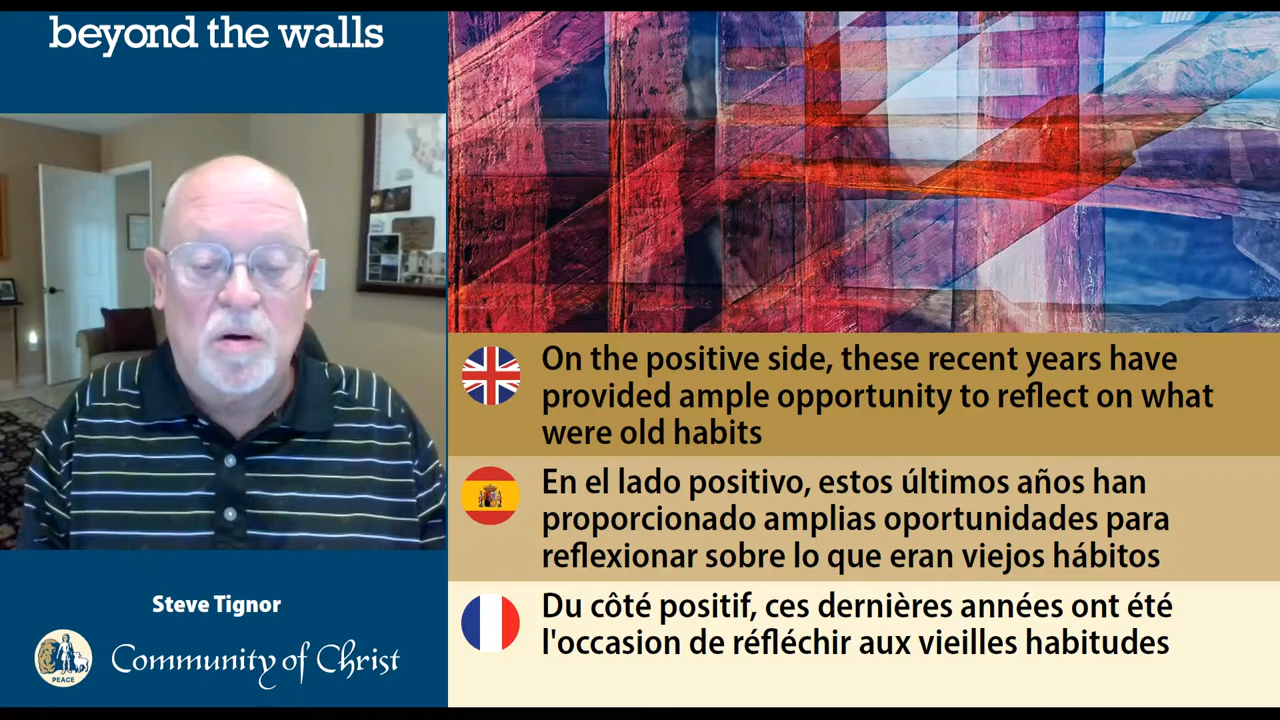 beyond the walls
On the positive side, these recent years have
provided ample opportunity to reflect on what
were old habits
En el lado positivo, estos últimos años han
proporcionado amplias oportunidades para
reflexionar sobre lo que eran viejos hábitos
Du côté positif, ces dernières années ont été
l'occasion de réfléchir aux vieilles habitudes
Steve Tignor
PEACE
Community of Christ